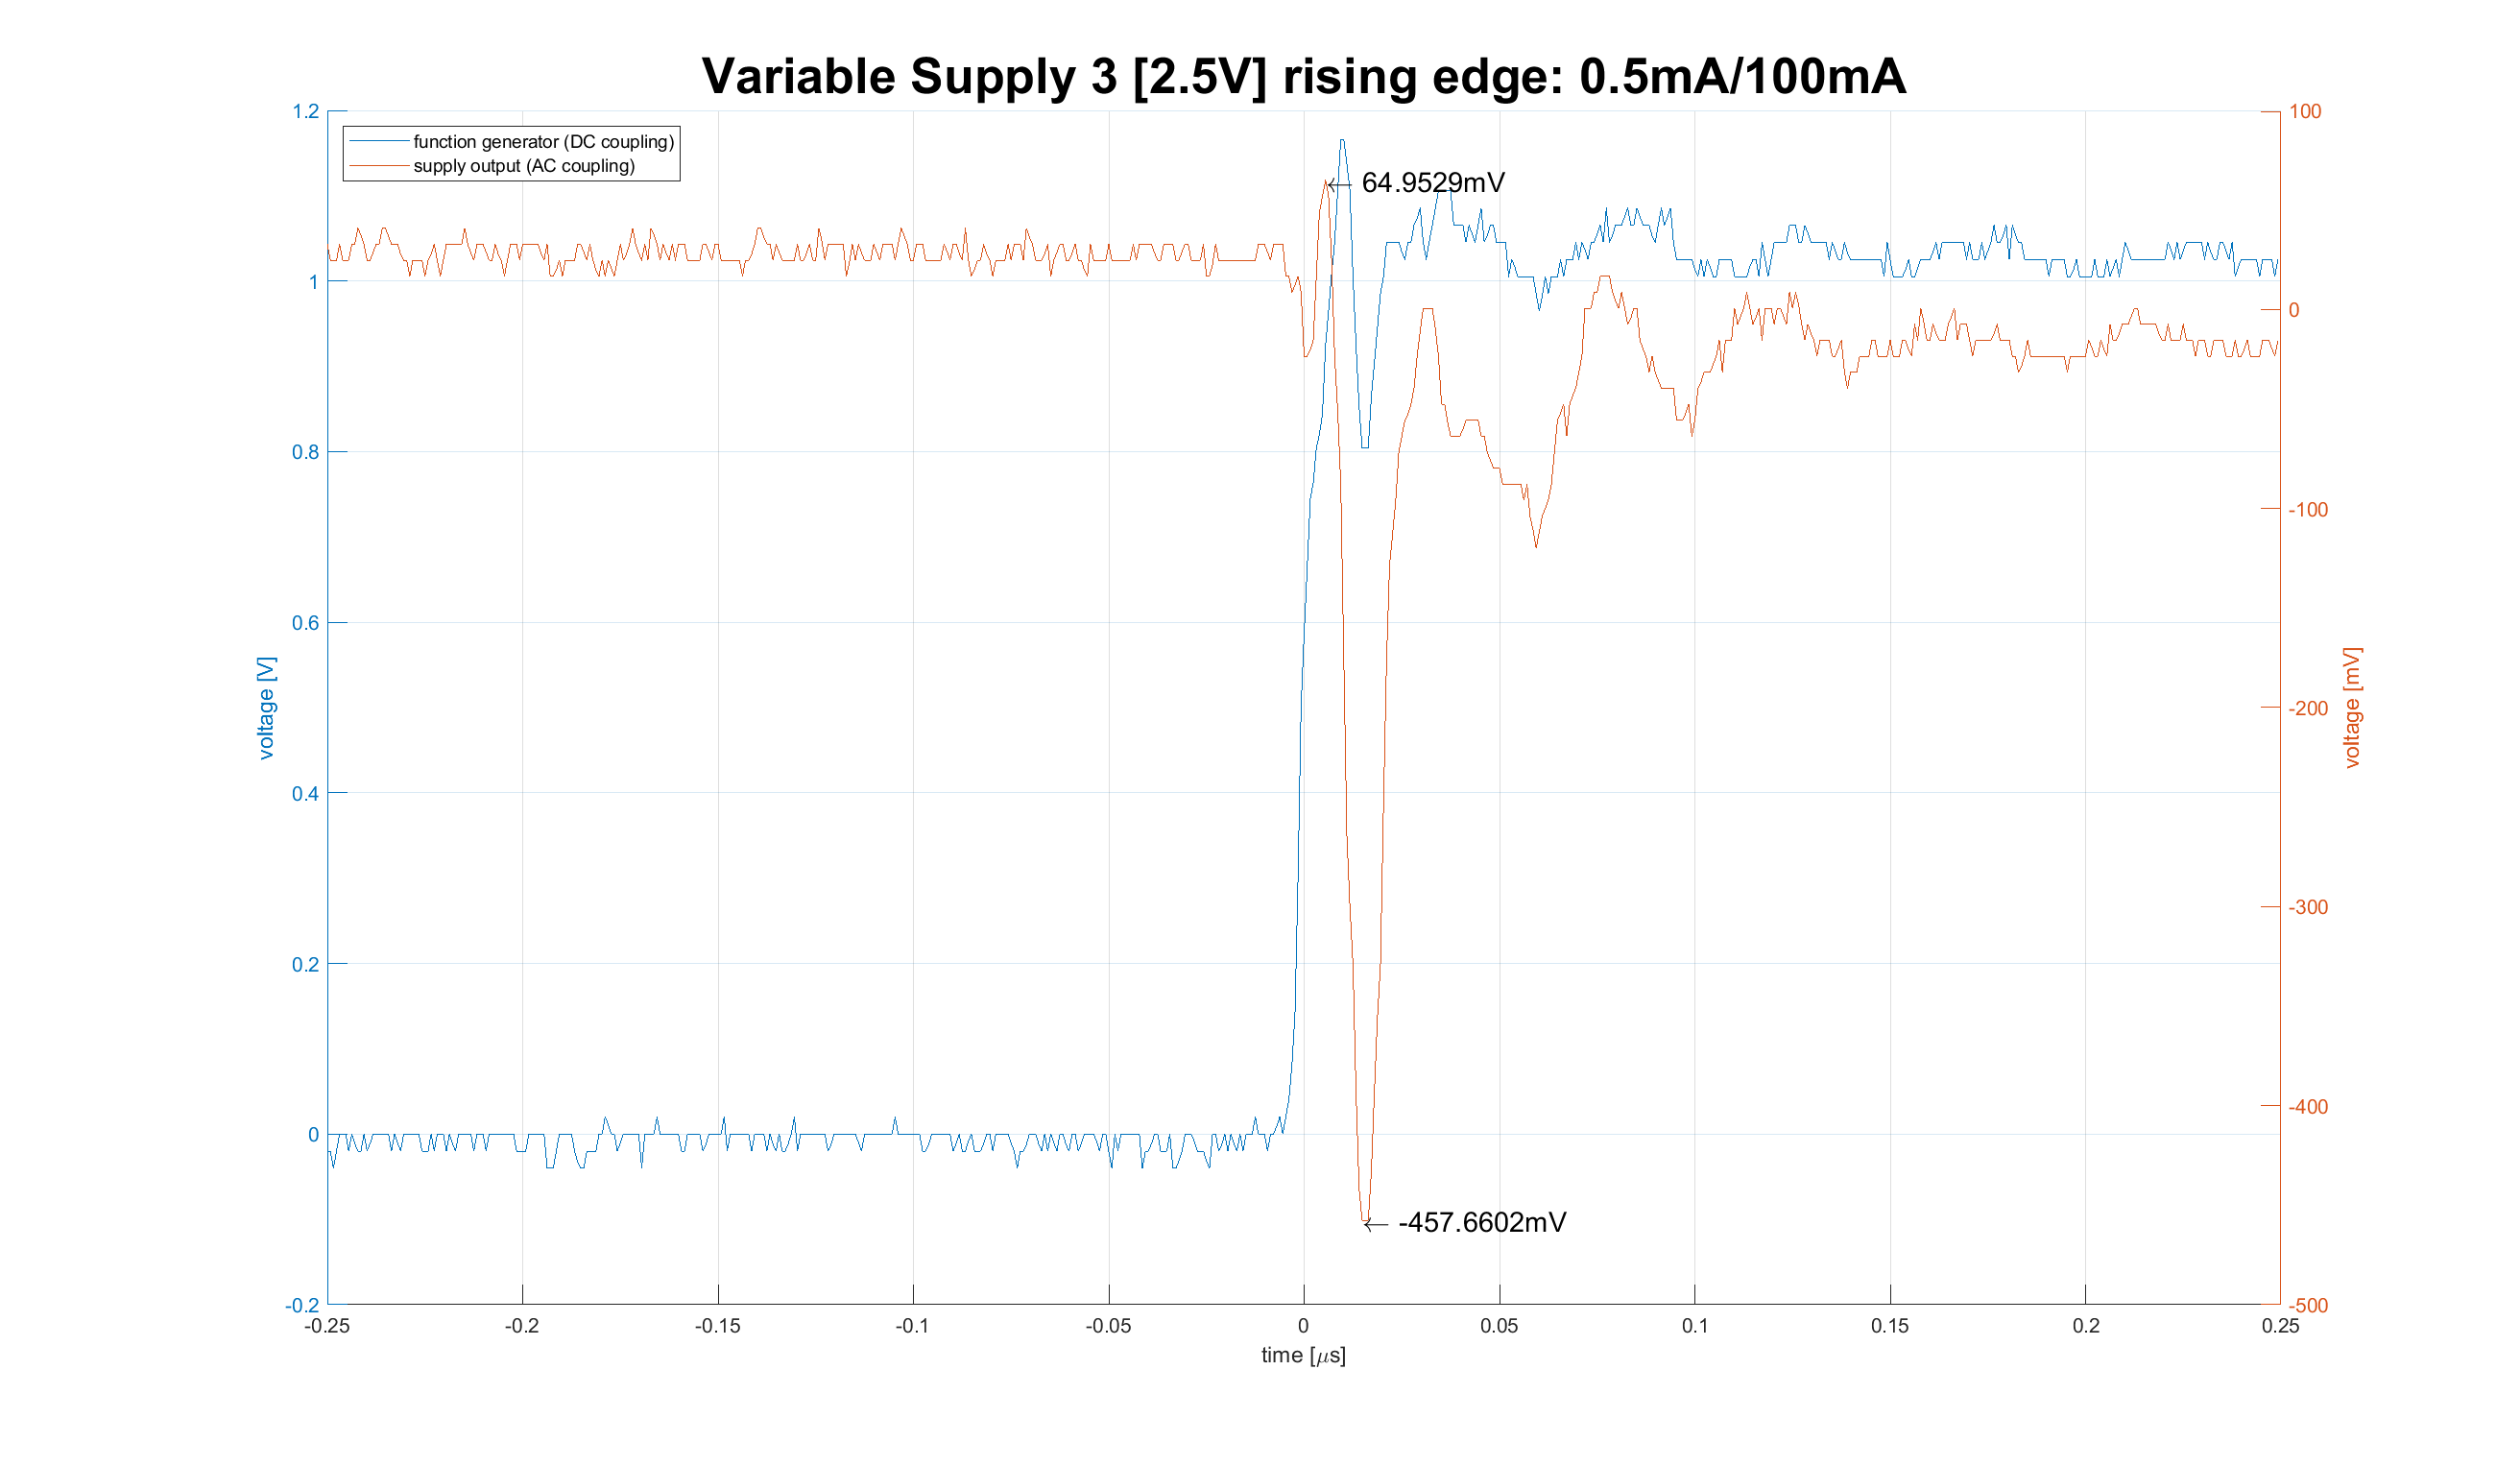 Variable Supply 3 [2.5V] rising edge: 0.5mA/100mA
function generator (DC coupling)
supply output (AC coupling)
← 64.9529mV
← -457.6602mV
voltage [V]
1.2
1
0.8
0.6
0.4
0.2
0
-0.2
voltage [mV]
100
0
-100
-200
-300
-400
-500
-0.25 -0.2 -0.15 -0.1 -0.05 0 0.05 0.1 0.15 0.2 0.25
time [μs]